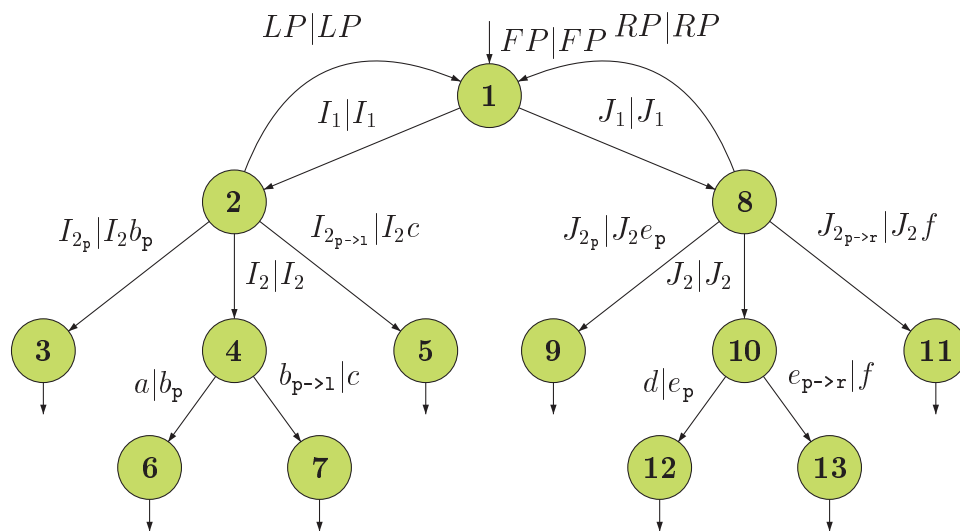 LP|LP
FP|FP
RP|RP
1
I₁|I₁
J₁|J₁
2
8
I₂ₚ|I₂bₚ
I₂|I₂
I₂p->l|I₂c
J₂ₚ|J₂eₚ
J₂|J₂
J₂p->r|J₂f
3
4
5
9
10
11
a|bₚ
bp->l|c
d|eₚ
ep->r|f
6
7
12
13